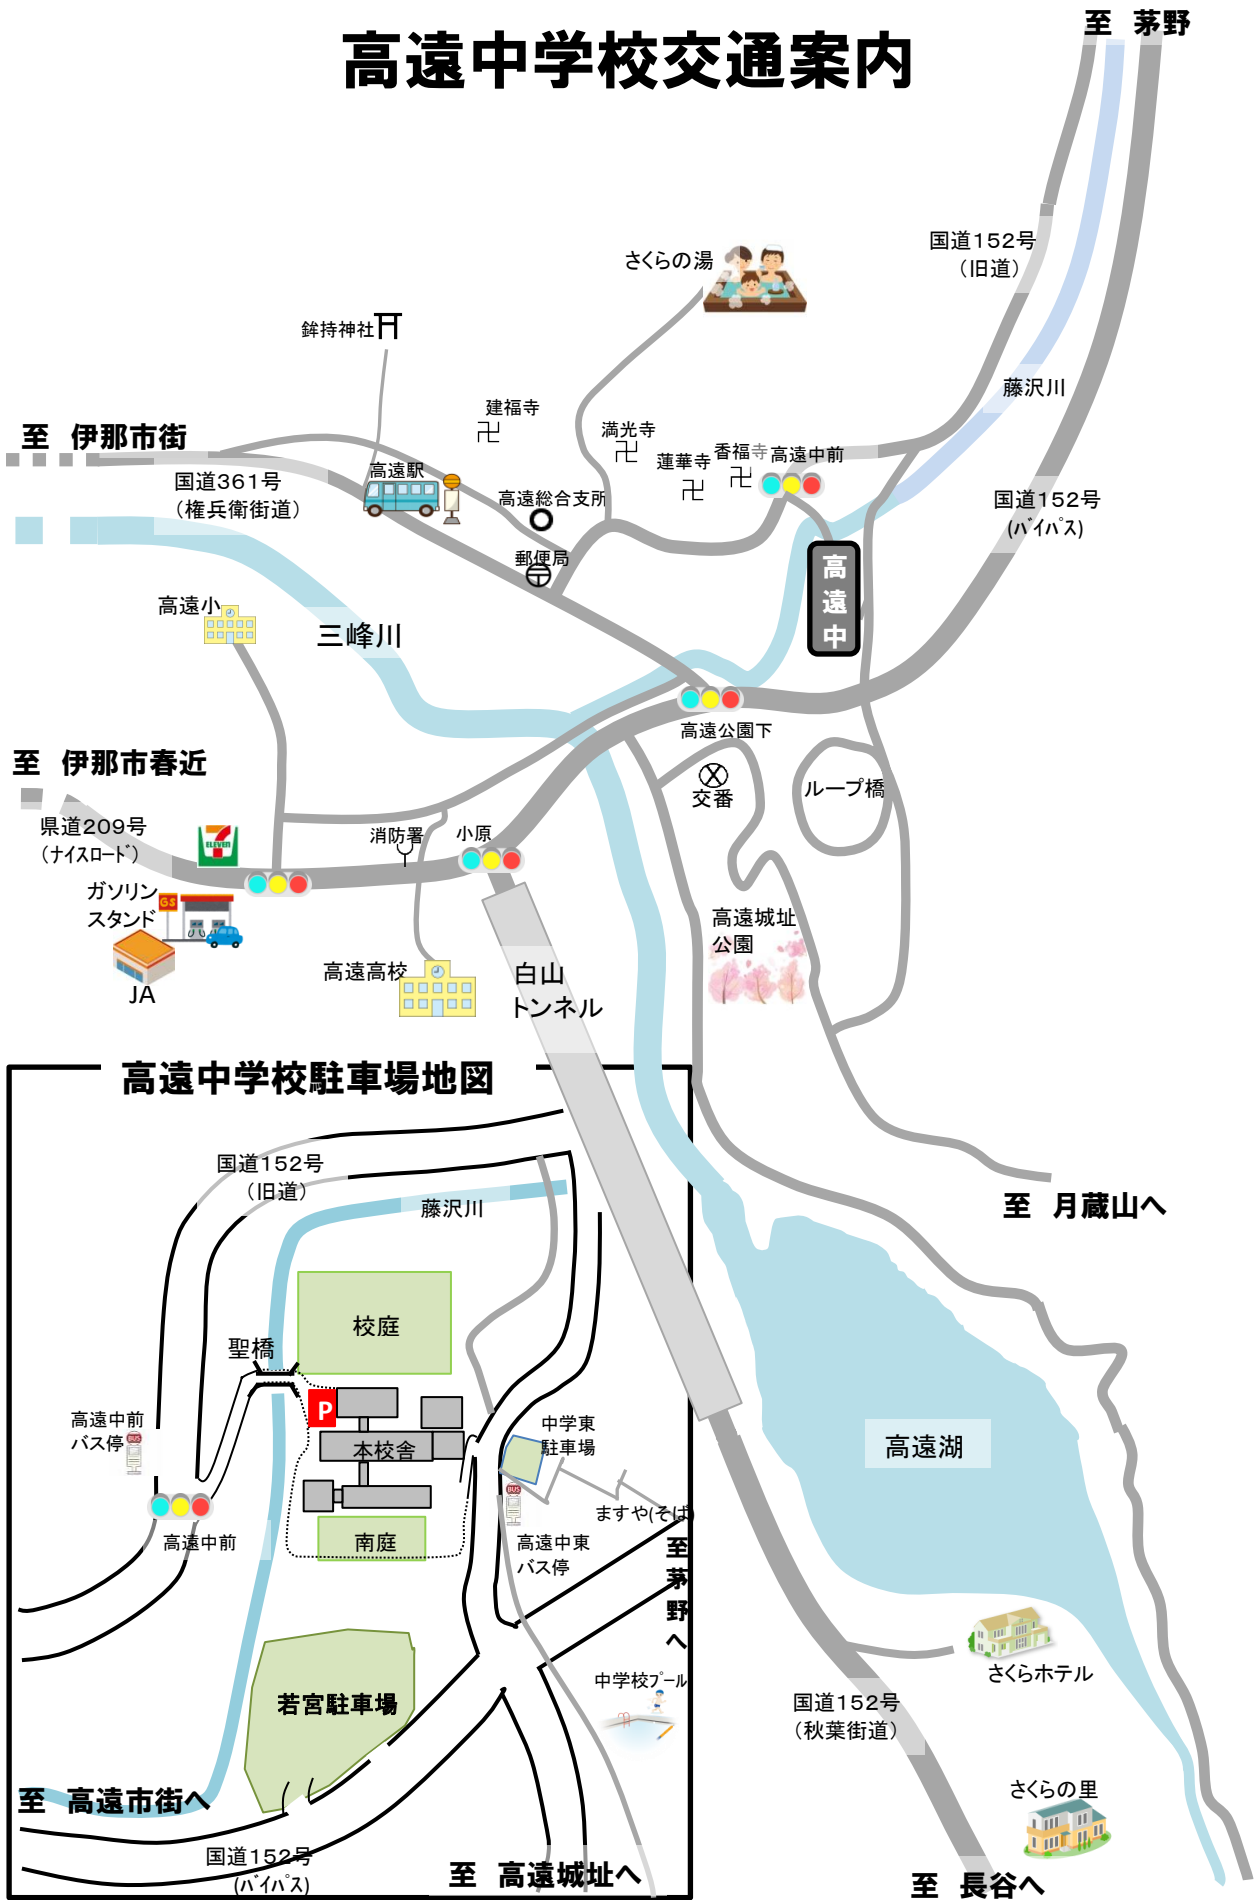 高遠中学校交通案内
至 茅野
国道152号
（旧道）
さくらの湯
鉾持神社
藤沢川
建福寺
満光寺
蓮華寺
香福寺
高遠中前
至 伊那市街
国道361号
（権兵衛街道）
高遠駅
高遠総合支所
国道152号
(バイパス)
郵便局
高遠中
高遠小
三峰川
高遠公園下
至 伊那市春近
交番
ループ橋
県道209号
（ナイスロード）
ELEVEN
消防署
小原
ガソリン
スタンド
GS
JA
高遠高校
白山
トンネル
高遠城址
公園
至 月蔵山へ
高遠湖
さくらホテル
国道152号
（秋葉街道）
さくらの里
至 長谷へ
高遠中学校駐車場地図
国道152号
（旧道）
藤沢川
校庭
聖橋
P
高遠中前
バス停
BUS
本校舎
中学東
駐車場
ますや(そば)
BUS
高遠中前
南庭
高遠中東
バス停
至茅野へ
中学校プール
若宮駐車場
至 高遠市街へ
国道152号
(バイパス)
至 高遠城址へ